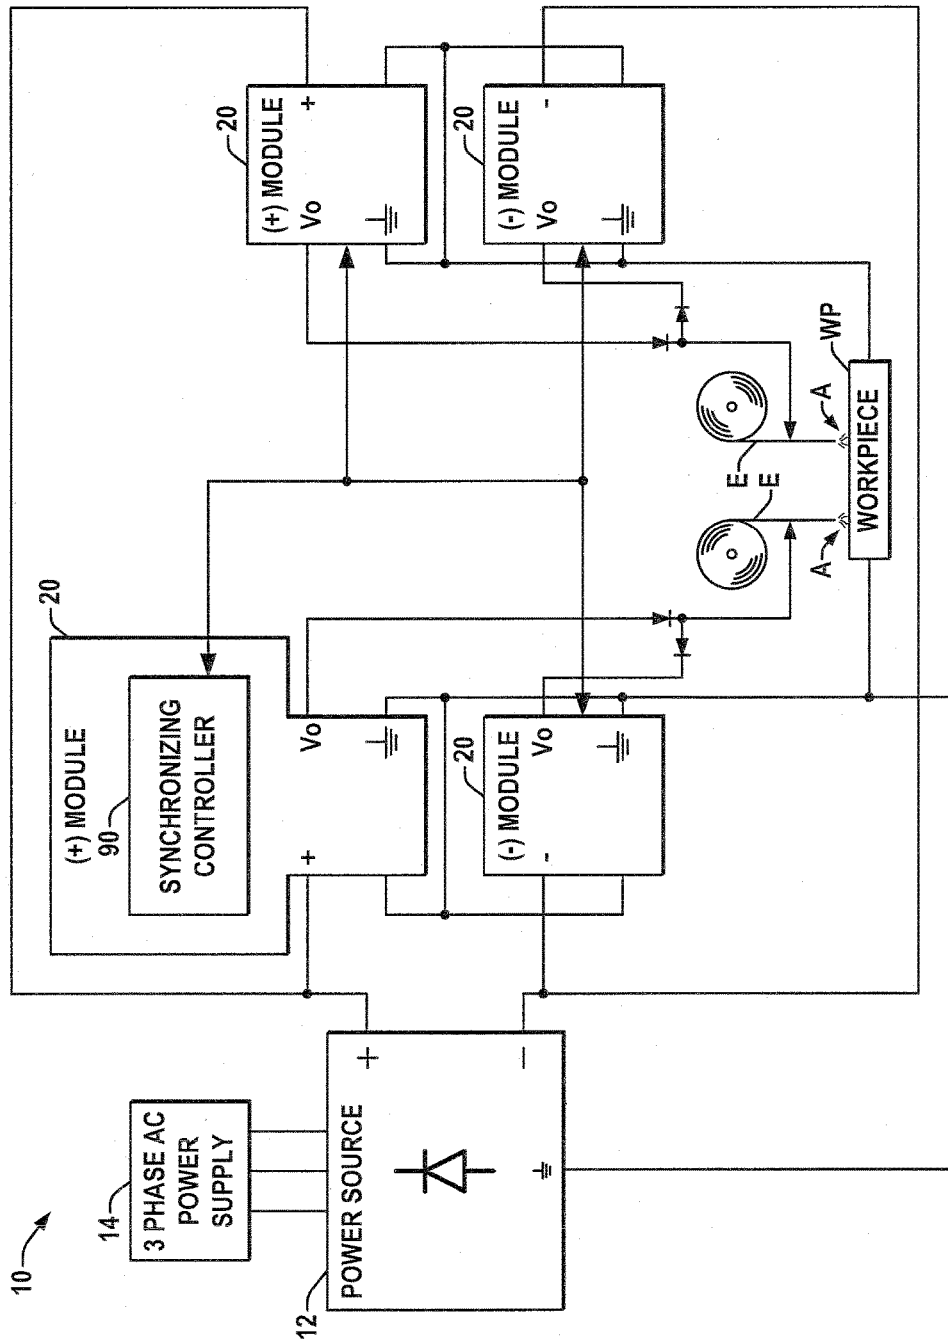 10
14
3 PHASE AC
POWER
SUPPLY
12
POWER SOURCE
+
−
20
(+) MODULE
90
SYNCHRONIZING
CONTROLLER
+
Vo
20
(-) MODULE
-
Vo
20
(+) MODULE
Vo
+
20
(-) MODULE
Vo
-
E
E
A
A
WP
WORKPIECE